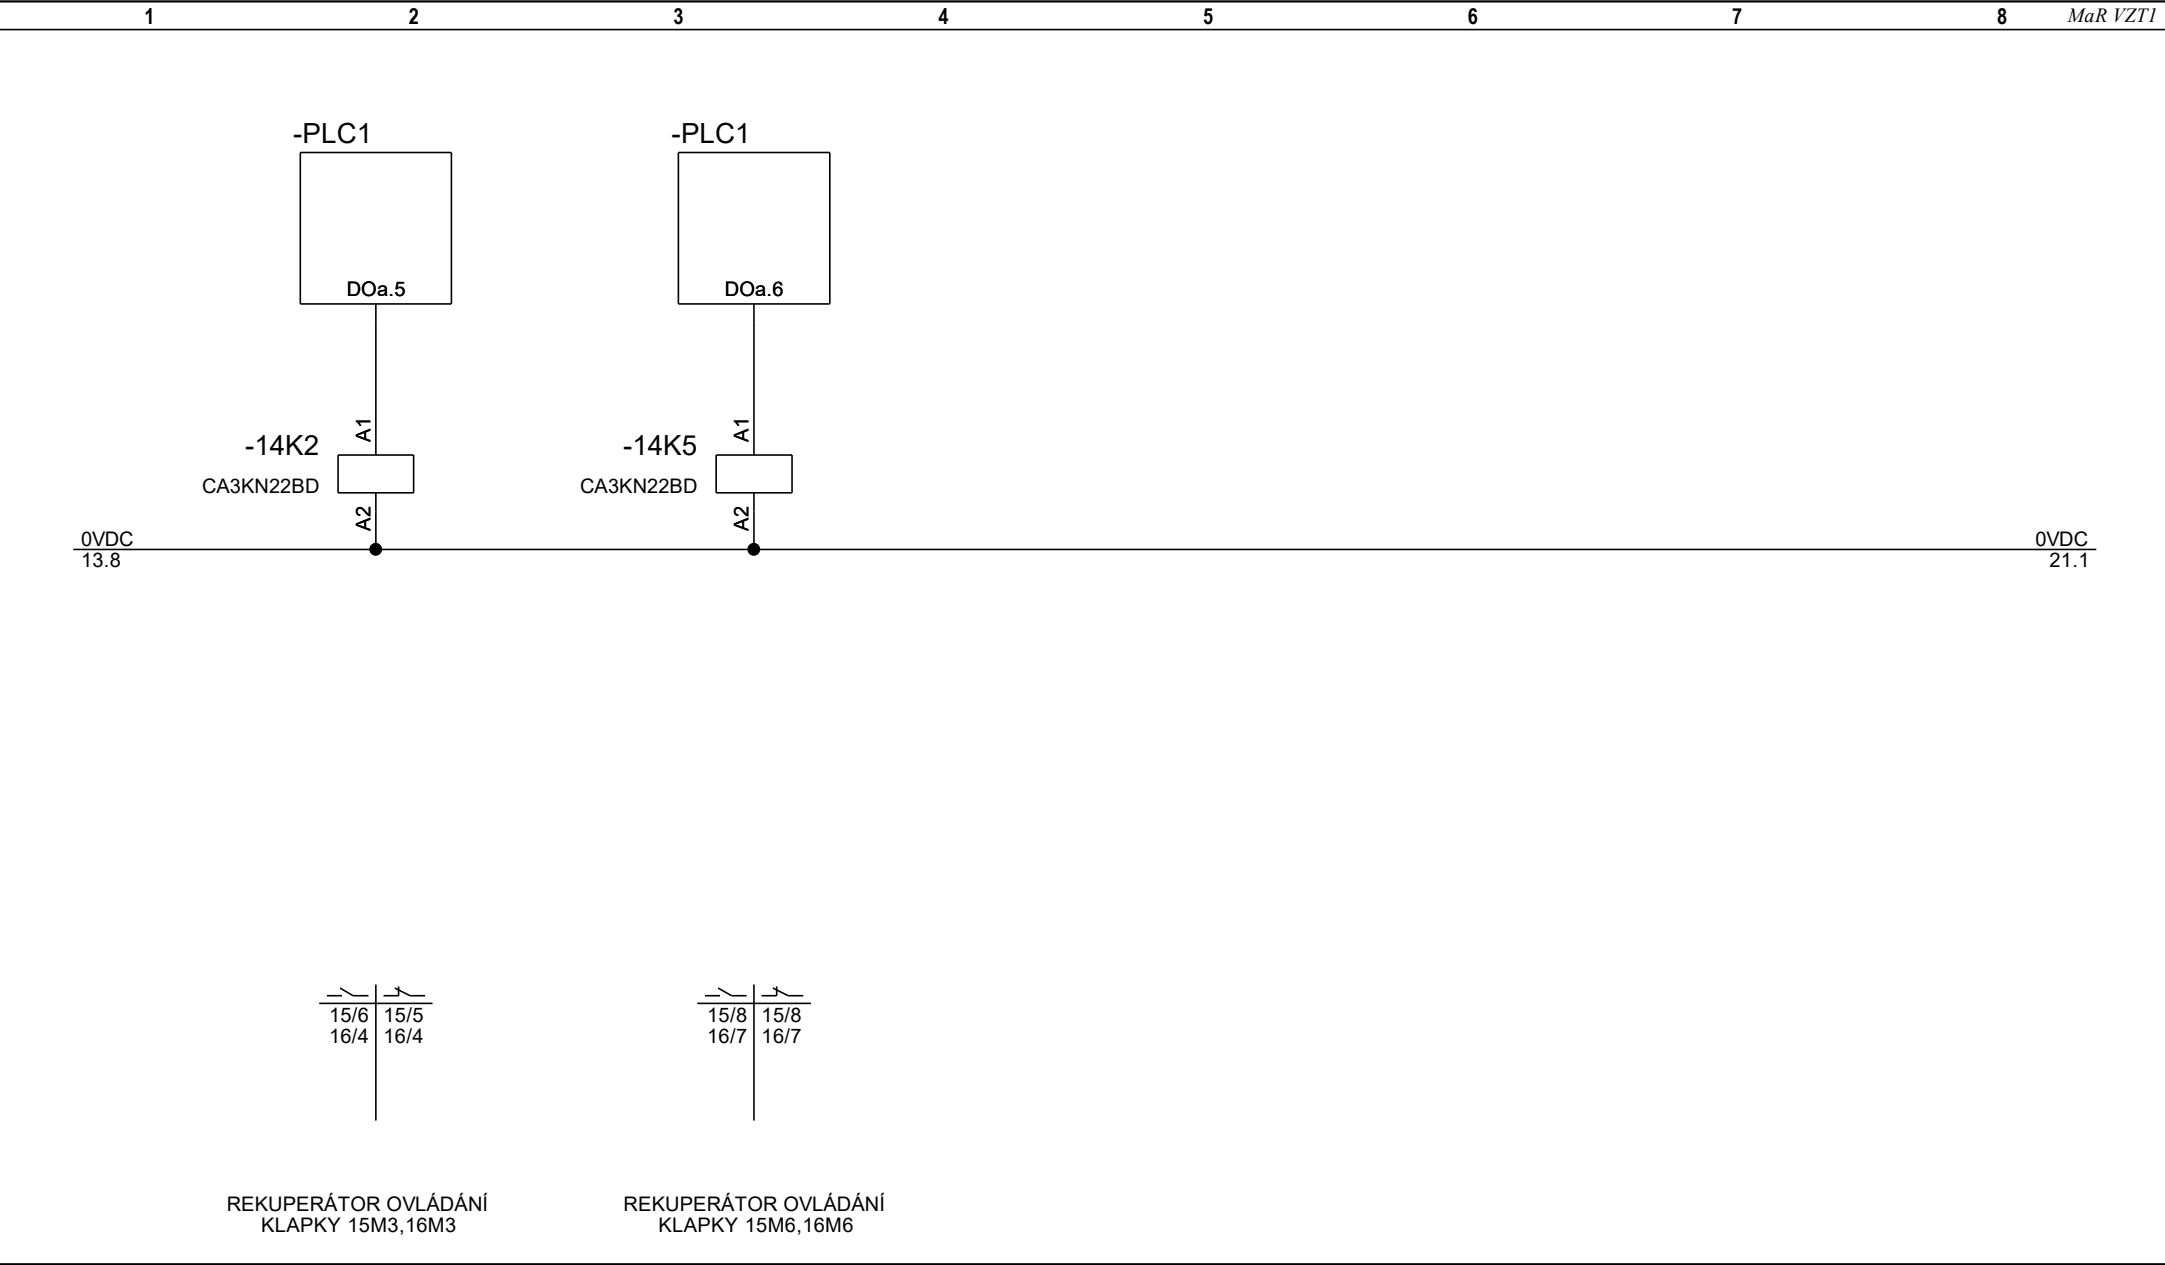 1 2 3 4 5 6 7 8 MaR VZT1
-PLC1 -PLC1
DOa.5 DOa.6
A1 A1
-14K2 -14K5
CA3KN22BD CA3KN22BD
A2 A2
0VDC 0VDC
13.8 21.1
15/6 15/5 15/8 15/8
16/4 16/4 16/7 16/7
REKUPERÁTOR OVLÁDÁNÍ
KLAPKY 15M3,16M3
REKUPERÁTOR OVLÁDÁNÍ
KLAPKY 15M6,16M6